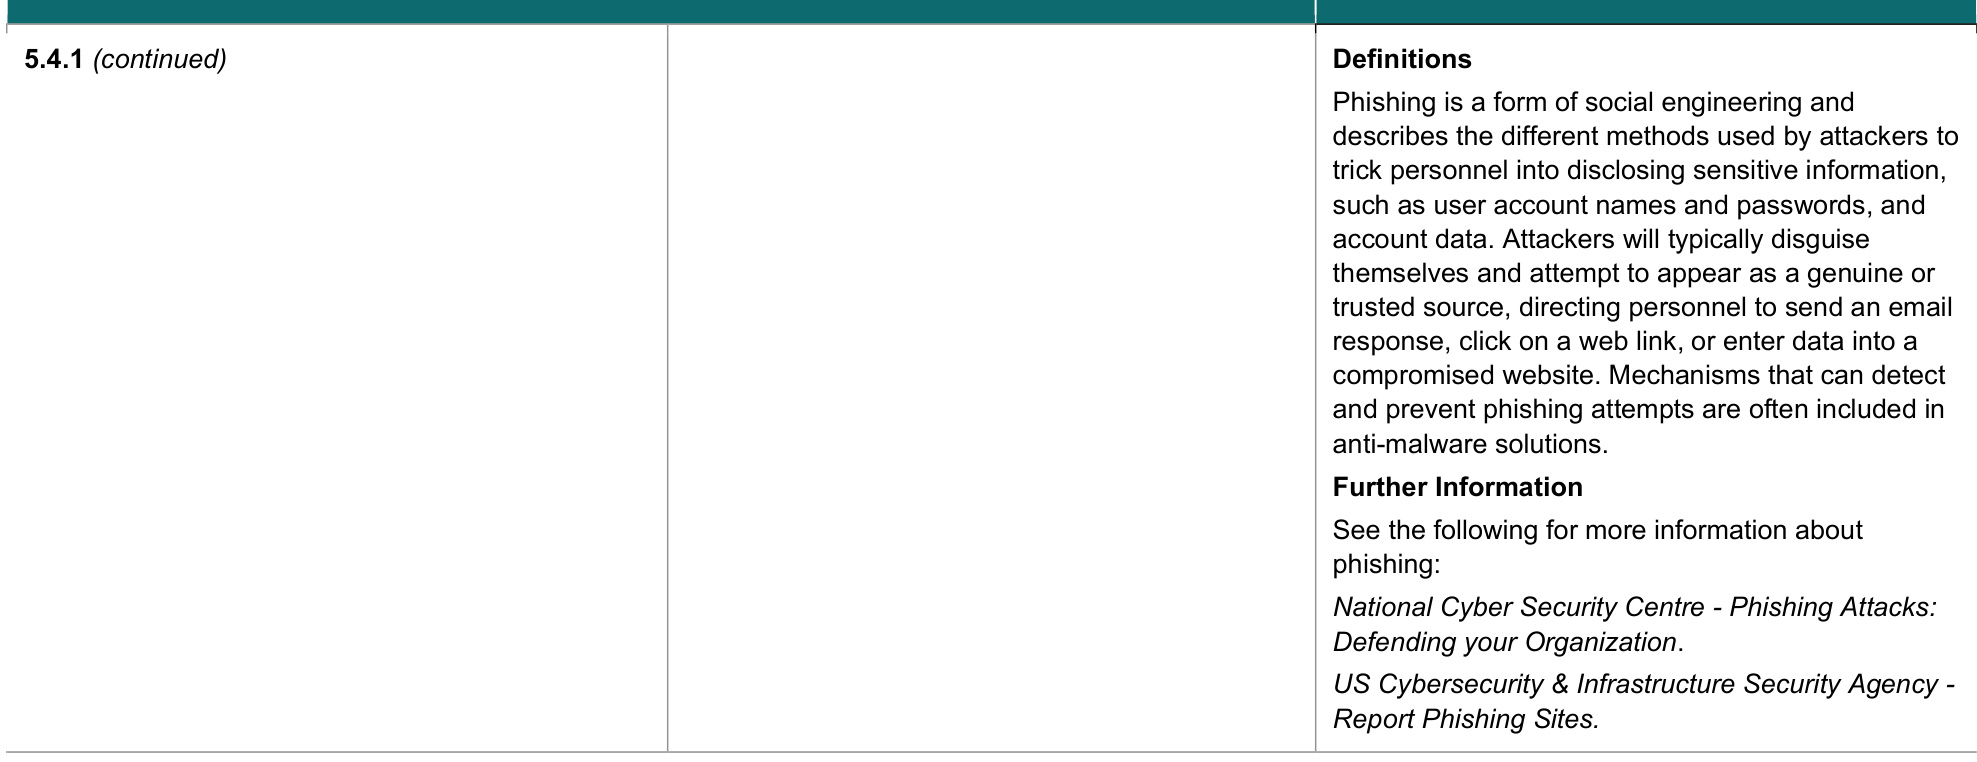 5.4.1 (continued)
Definitions
Phishing is a form of social engineering and
describes the different methods used by attackers to
trick personnel into disclosing sensitive information,
such as user account names and passwords, and
account data. Attackers will typically disguise
themselves and attempt to appear as a genuine or
trusted source, directing personnel to send an email
response, click on a web link, or enter data into a
compromised website. Mechanisms that can detect
and prevent phishing attempts are often included in
anti-malware solutions.
Further Information
See the following for more information about
phishing:
National Cyber Security Centre - Phishing Attacks:
Defending your Organization.
US Cybersecurity & Infrastructure Security Agency -
Report Phishing Sites.